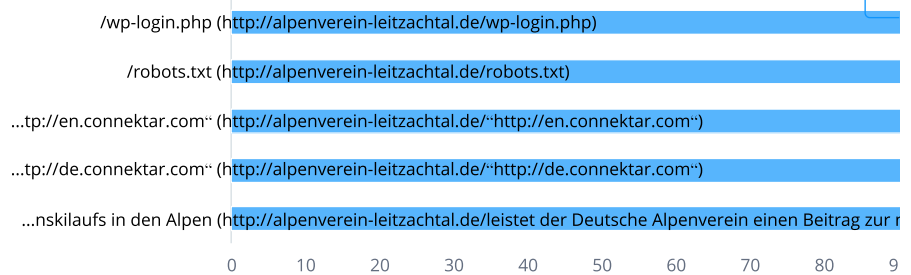 /wp-login.php (http://alpenverein-leitzachtal.de/wp-login.php)
/robots.txt (http://alpenverein-leitzachtal.de/robots.txt)
...tp://en.connektar.com“ (http://alpenverein-leitzachtal.de/“http://en.connektar.com“)
...tp://de.connektar.com“ (http://alpenverein-leitzachtal.de/“http://de.connektar.com“)
...nskilaufs in den Alpen (http://alpenverein-leitzachtal.de/leistet der Deutsche Alpenverein einen Beitrag zur
0 10 20 30 40 50 60 70 80 9